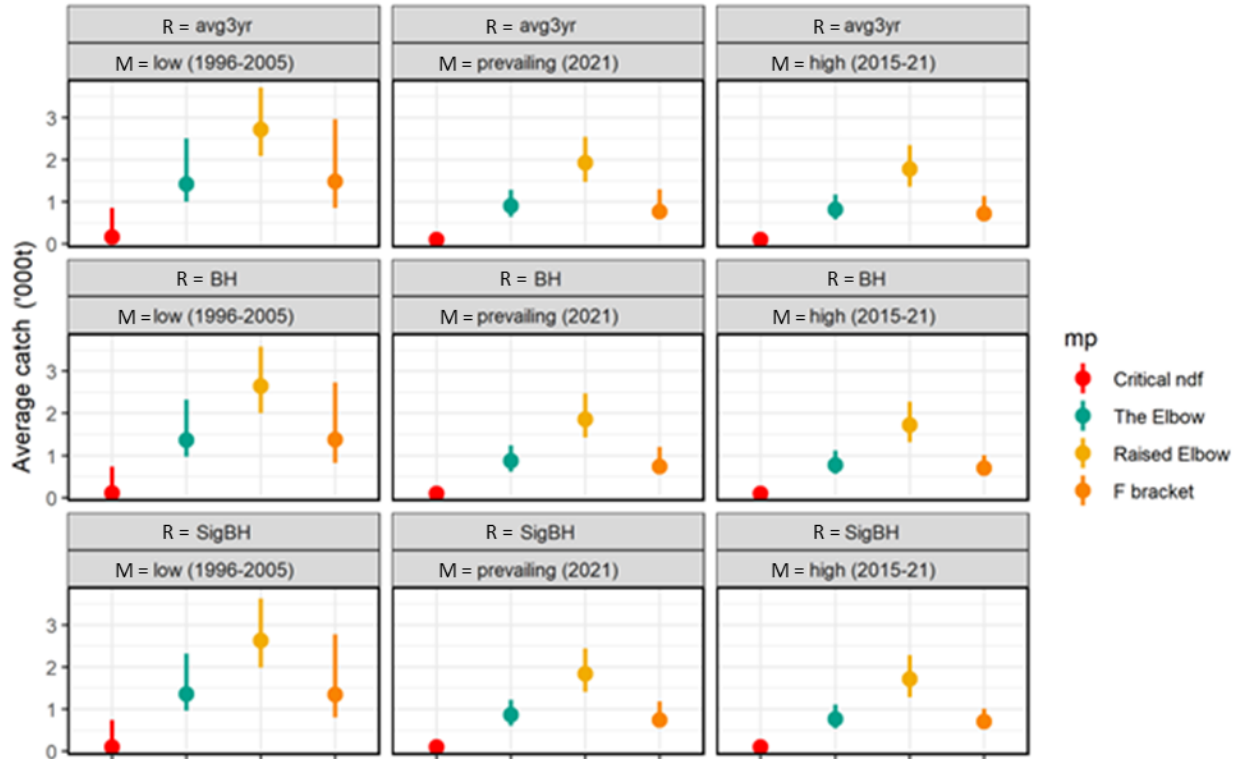 R = avg3yr
R = avg3yr
R = avg3yr
M = low (1996-2005)
M = prevailing (2021)
M = high (2015-21)
3
2
1
0
R = BH
R = BH
R = BH
M = low (1996-2005)
M = prevailing (2021)
M = high (2015-21)
3
2
1
0
R = SigBH
R = SigBH
R = SigBH
M = low (1996-2005)
M = prevailing (2021)
M = high (2015-21)
3
2
1
0
Average catch ('000t)
mp
Critical ndf
The Elbow
Raised Elbow
F bracket